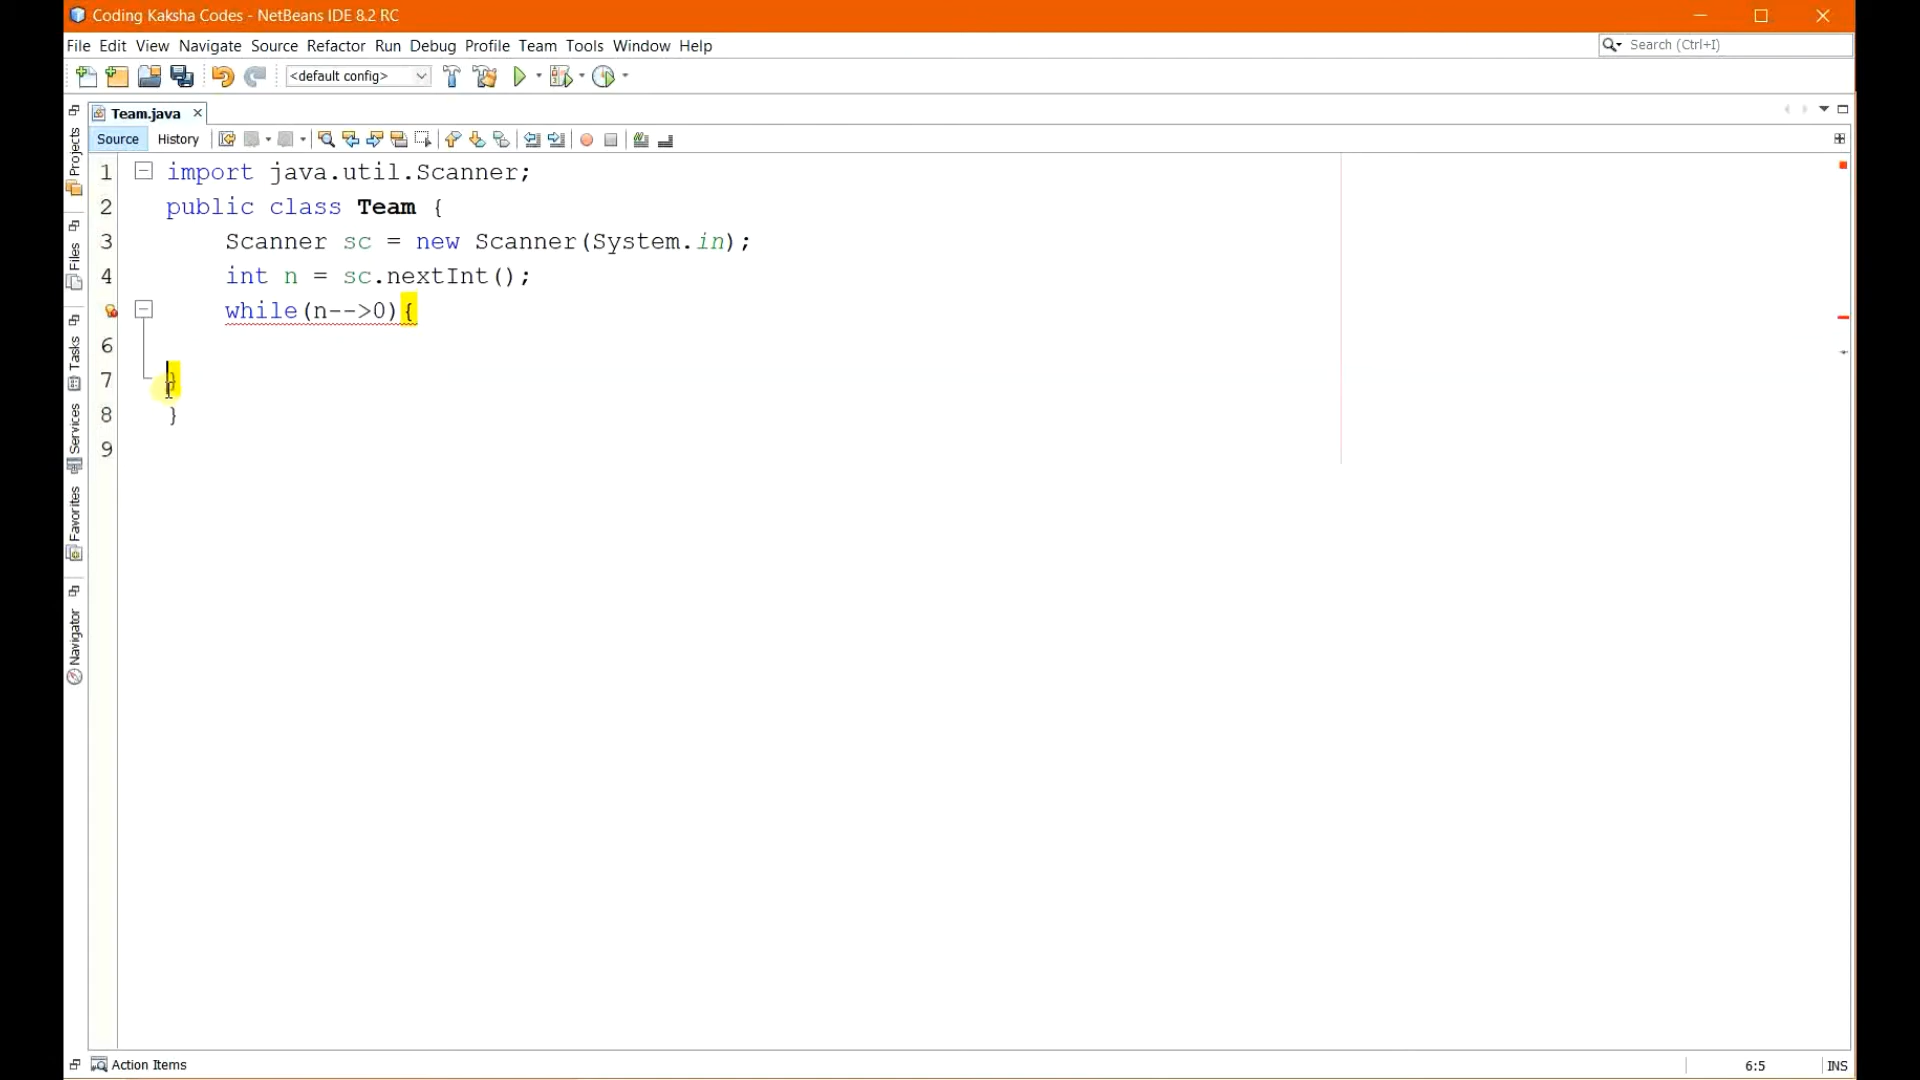 Coding Kaksha Codes - NetBeans IDE 8.2 RC
File Edit View Navigate Source Refactor Run Debug Profile Team Tools Window Help
Search (Ctrl+I)
<default config>
Team.java
Source History
Projects
Files
Tasks
Services
Favorites
Navigator
1 import java.util.Scanner;
2 public class Team {
3 Scanner sc = new Scanner(System.in);
4 int n = sc.nextInt();
while(n-->0){
6
7 }
8 }
9
Action Items
6:5 INS